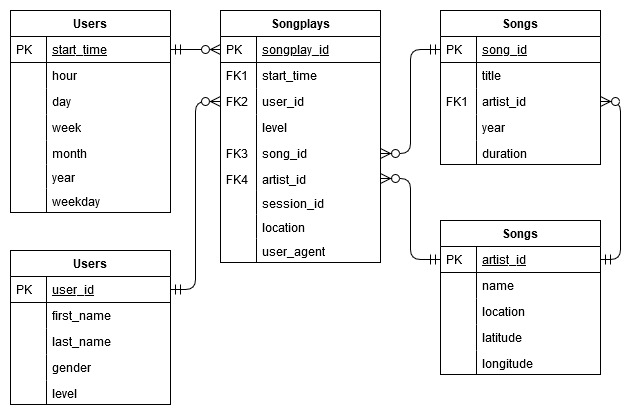 Users
PK start_time
hour
day
week
month
year
weekday
Users
PK user_id
first_name
last_name
gender
level
Songplays
PK songplay_id
FK1 start_time
FK2 user_id
level
FK3 song_id
FK4 artist_id
session_id
location
user_agent
Songs
PK song_id
title
FK1 artist_id
year
duration
Songs
PK artist_id
name
location
latitude
longitude